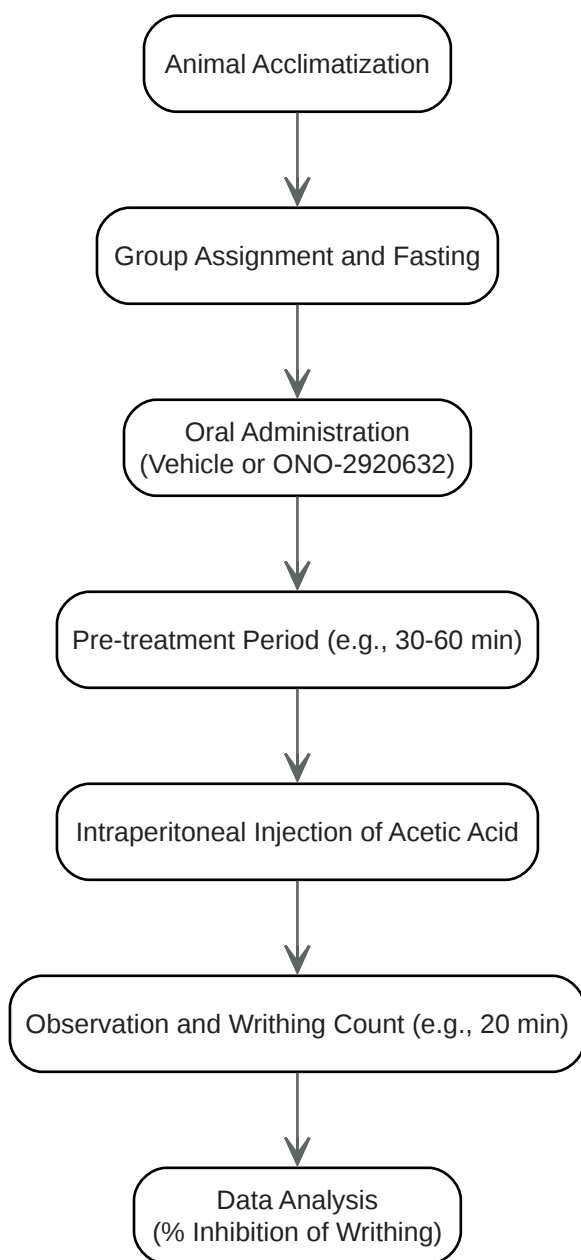 Animal Acclimatization
Group Assignment and Fasting
Oral Administration
(Vehicle or ONO-2920632)
Pre-treatment Period (e.g., 30-60 min)
Intraperitoneal Injection of Acetic Acid
Observation and Writhing Count (e.g., 20 min)
Data Analysis
(% Inhibition of Writhing)